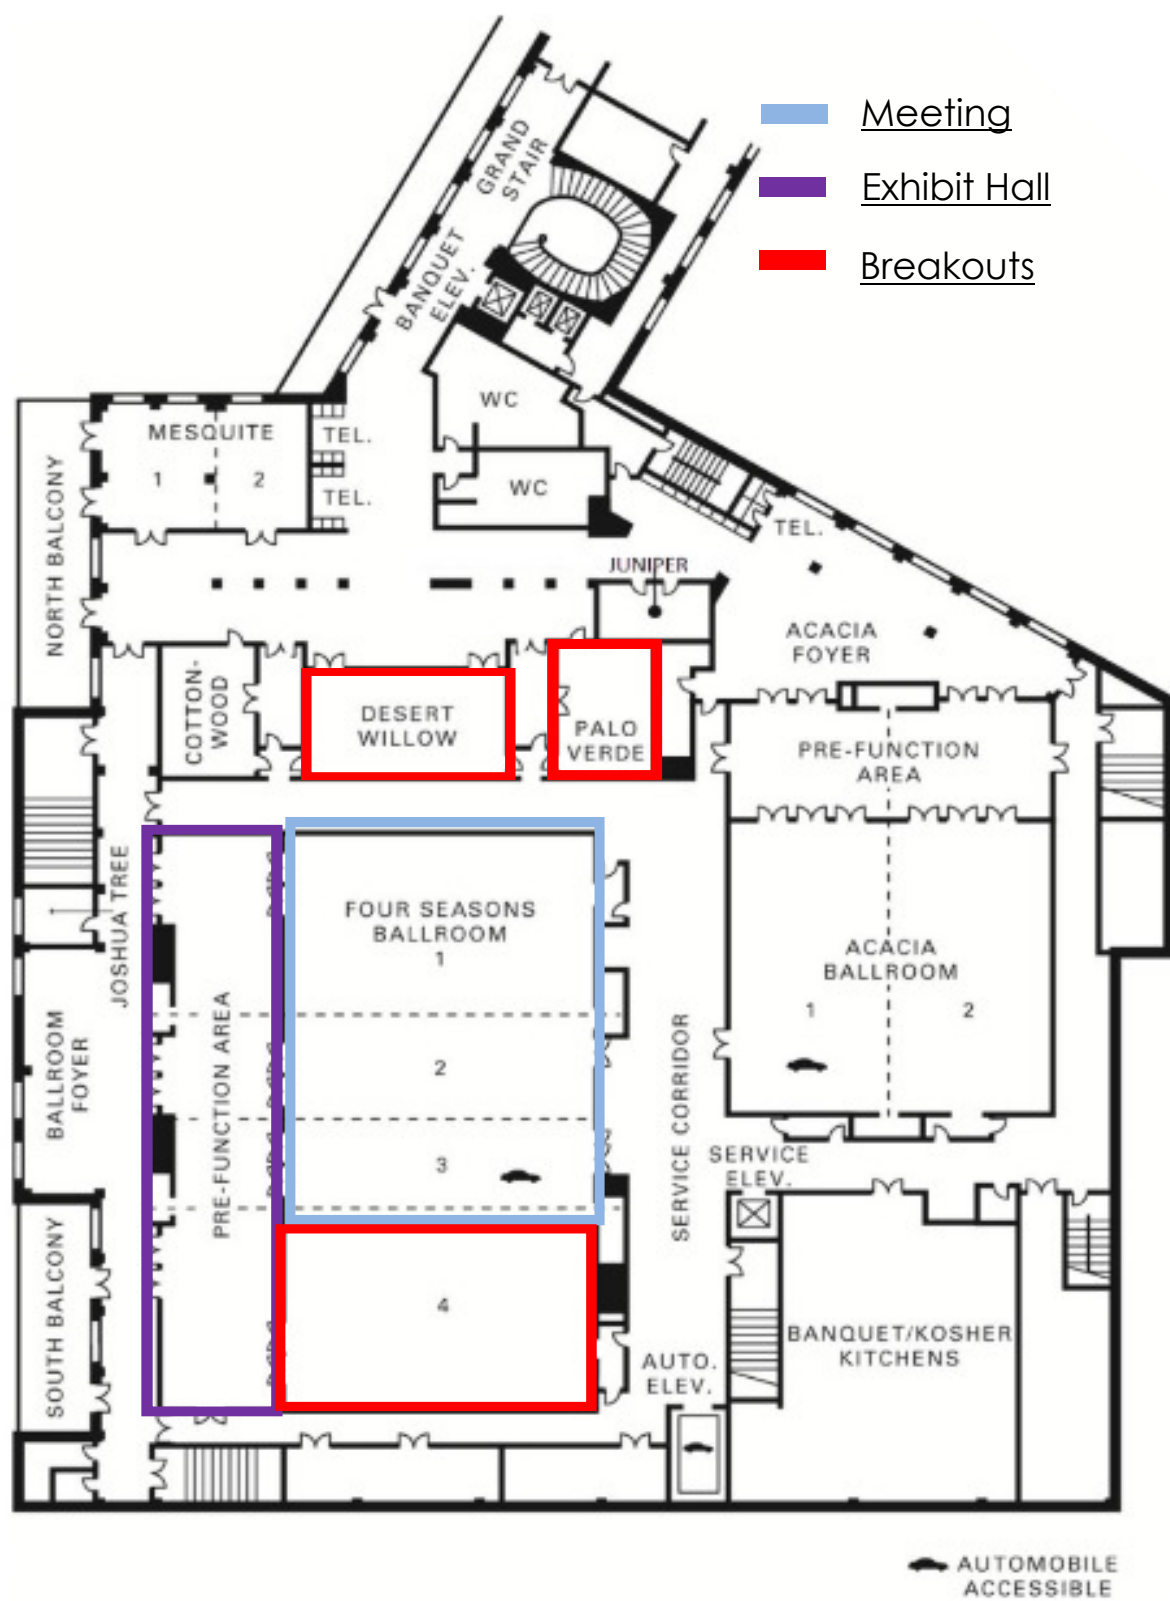 Meeting
Exhibit Hall
Breakouts
GRAND
STAIR
BANQUET
ELEV.
WC
WC
MESQUITE
1
2
TEL.
TEL.
TEL.
NORTH BALCONY
JUNIPER
ACACIA
FOYER
COTTON-
WOOD
DESERT
WILLOW
PALO
VERDE
PRE-FUNCTION
AREA
JOSHUA TREE
FOUR SEASONS
BALLROOM
1
2
3
4
ACACIA
BALLROOM
1
2
BALLROOM
FOYER
PRE-FUNCTION AREA
SERVICE CORRIDOR
SERVICE
ELEV.
SOUTH BALCONY
AUTO.
ELEV.
BANQUET/KOSHER
KITCHENS
AUTOMOBILE
ACCESSIBLE